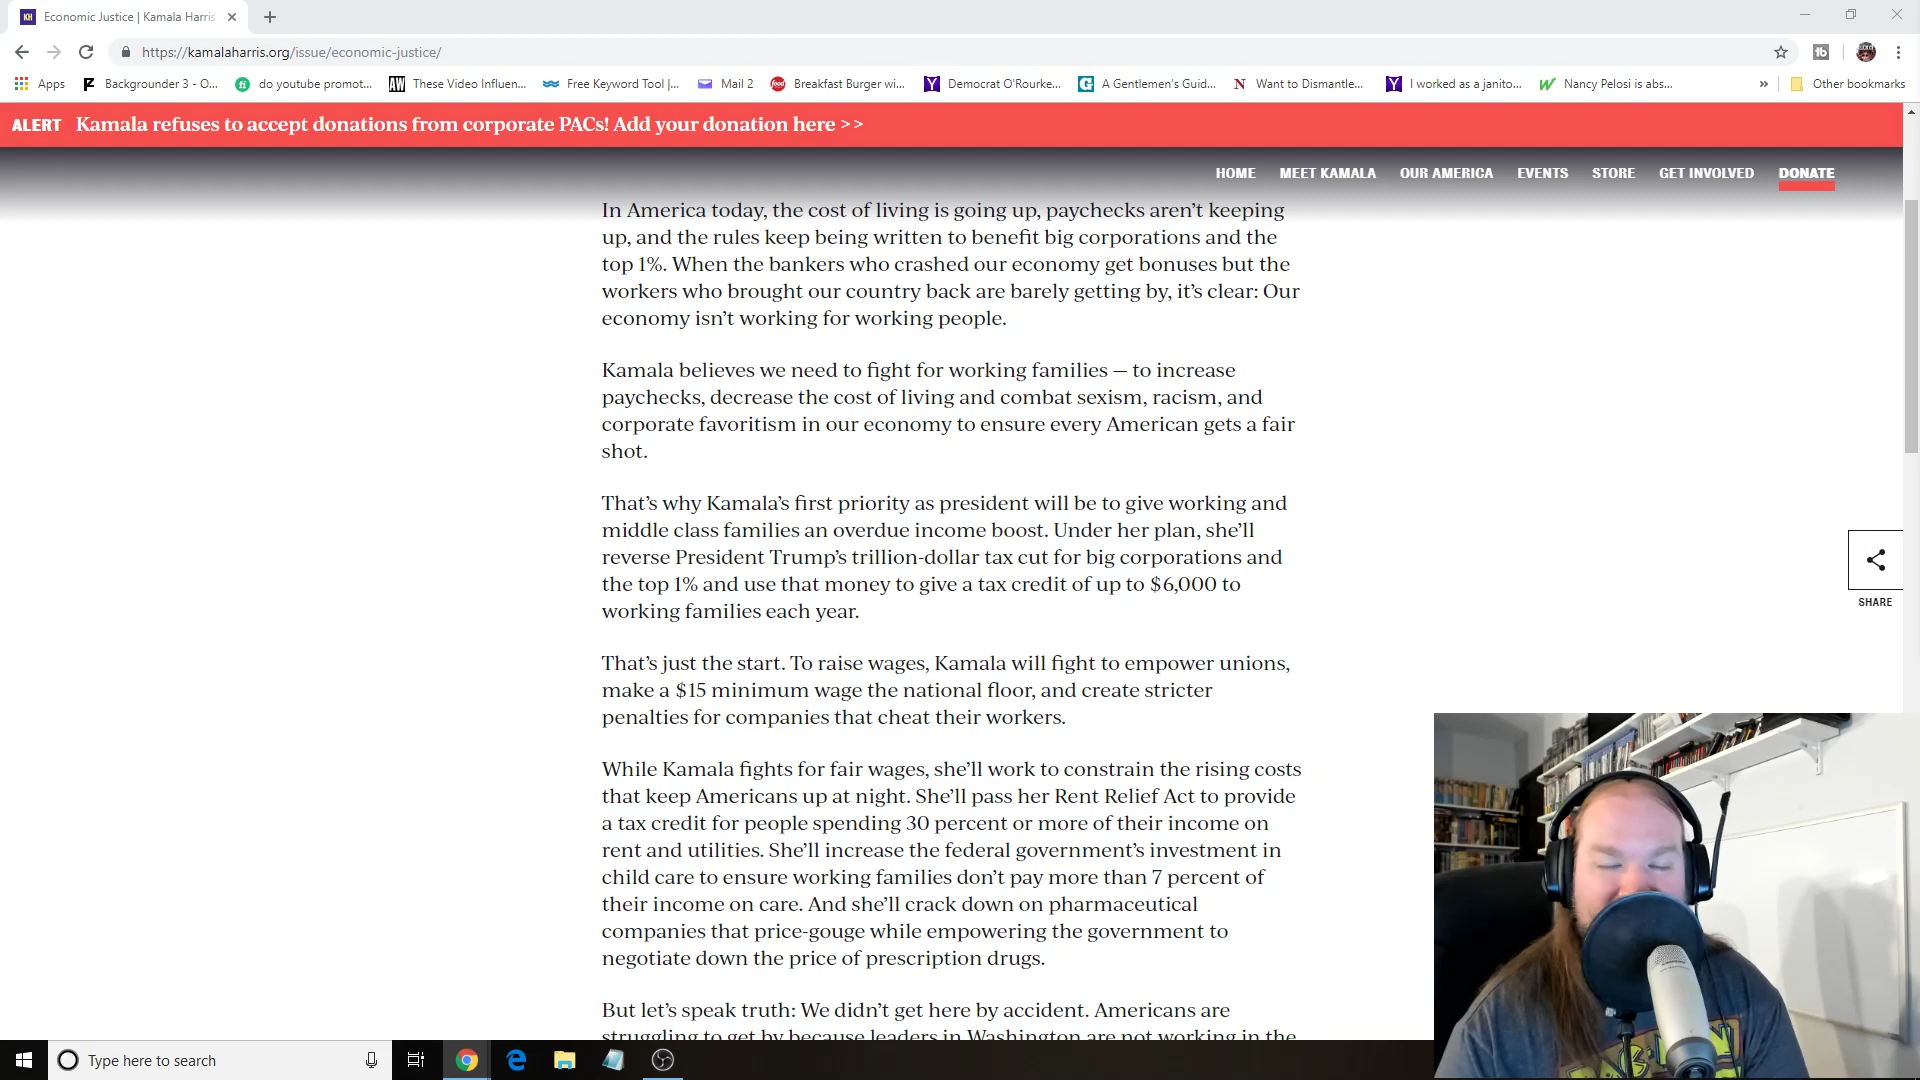 Economic Justice | Kamala Harris
https://kamalaharris.org/issue/economic-justice/
Apps
Backgrounder 3 - O...
do youtube promot...
These Video Influen...
Free Keyword Tool |...
Mail 2
Breakfast Burger wi...
Democrat O'Rourke...
A Gentlemen's Guid...
Want to Dismantle...
I worked as a janito...
Nancy Pelosi is abs...
Other bookmarks
ALERT Kamala refuses to accept donations from corporate PACs! Add your donation here >>
HOME MEET KAMALA OUR AMERICA EVENTS STORE GET INVOLVED DONATE
In America today, the cost of living is going up, paychecks aren’t keeping
up, and the rules keep being written to benefit big corporations and the
top 1%. When the bankers who crashed our economy get bonuses but the
workers who brought our country back are barely getting by, it’s clear: Our
economy isn’t working for working people.
Kamala believes we need to fight for working families — to increase
paychecks, decrease the cost of living and combat sexism, racism, and
corporate favoritism in our economy to ensure every American gets a fair
shot.
That’s why Kamala’s first priority as president will be to give working and
middle class families an overdue income boost. Under her plan, she’ll
reverse President Trump’s trillion-dollar tax cut for big corporations and
the top 1% and use that money to give a tax credit of up to $6,000 to
working families each year.
SHARE
That’s just the start. To raise wages, Kamala will fight to empower unions,
make a $15 minimum wage the national floor, and create stricter
penalties for companies that cheat their workers.
While Kamala fights for fair wages, she’ll work to constrain the rising costs
that keep Americans up at night. She’ll pass her Rent Relief Act to provide
a tax credit for people spending 30 percent or more of their income on
rent and utilities. She’ll increase the federal government’s investment in
child care to ensure working families don’t pay more than 7 percent of
their income on care. And she’ll crack down on pharmaceutical
companies that price-gouge while empowering the government to
negotiate down the price of prescription drugs.
But let’s speak truth: We didn’t get here by accident. Americans are
struggling to get by because leaders in Washington are not working in the
Type here to search